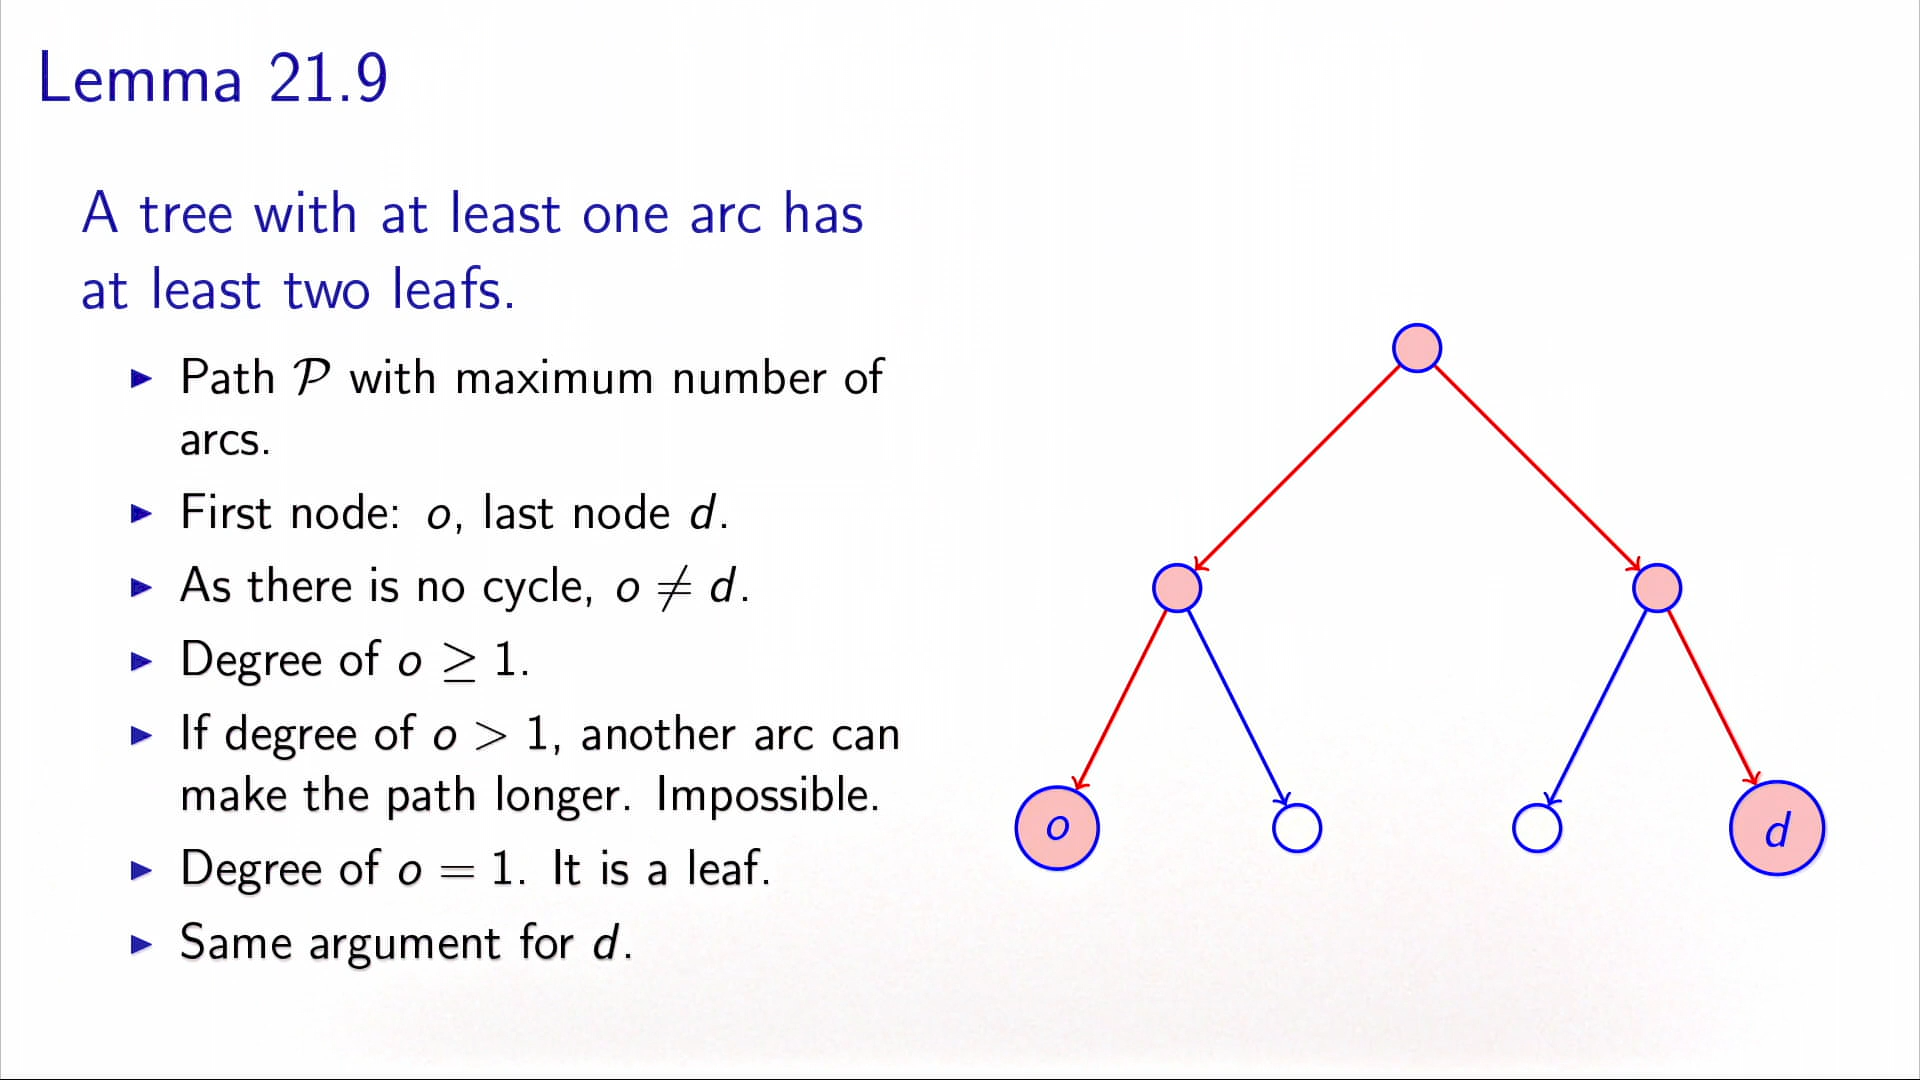 Lemma 21.9
A tree with at least one arc has
at least two leafs.
▶ Path 𝒫 with maximum number of
arcs.
▶ First node: o, last node d.
▶ As there is no cycle, o ≠ d.
▶ Degree of o ≥ 1.
▶ If degree of o > 1, another arc can
make the path longer. Impossible.
▶ Degree of o = 1. It is a leaf.
▶ Same argument for d.
o
d